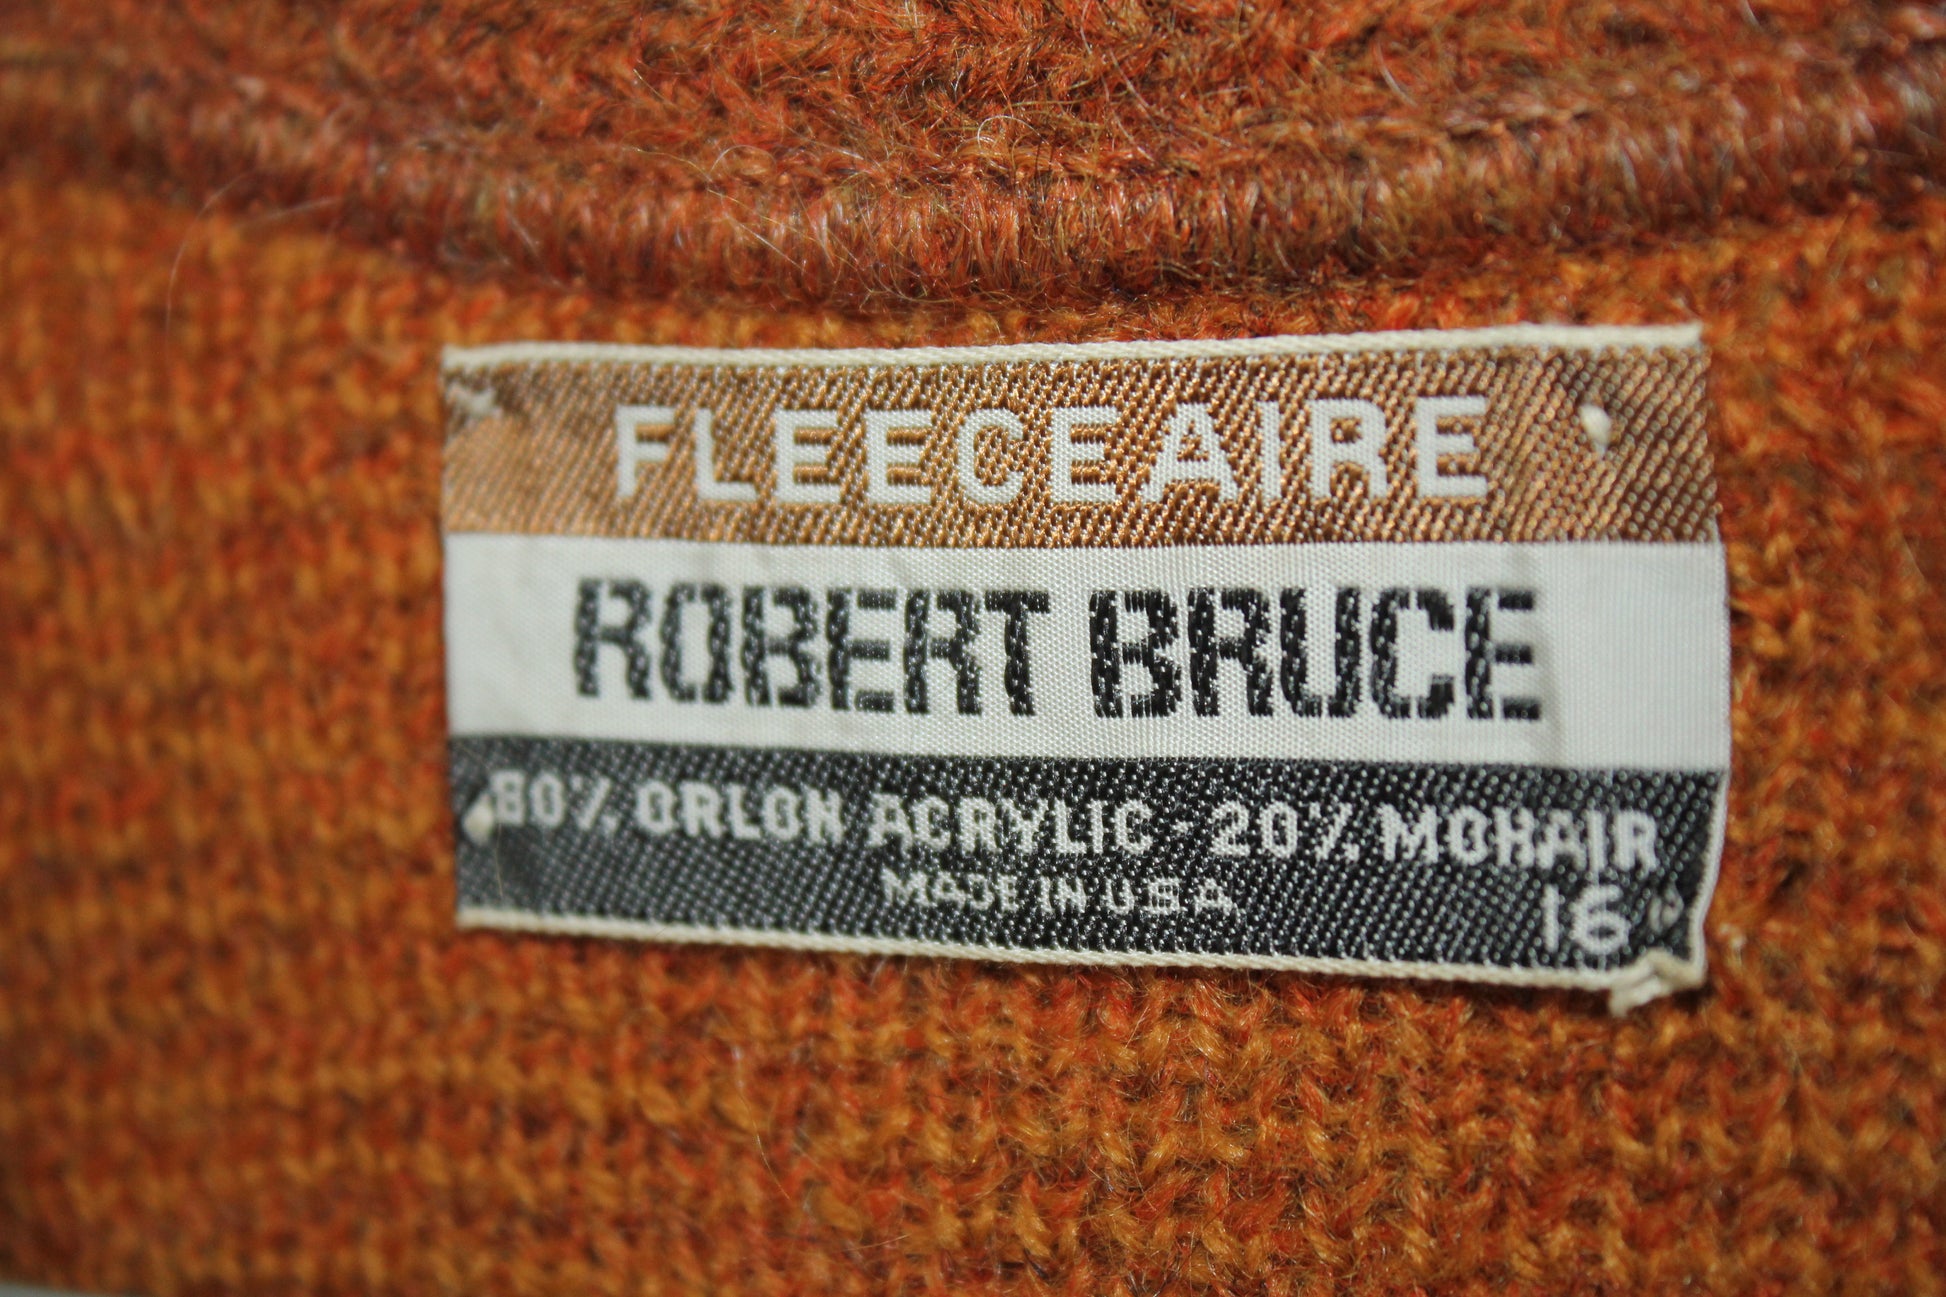 FLEECEAIRE
ROBERT BRUCE
80% ORLON ACRYLIC - 20% MOHAIR
MADE IN U.S.A.
16